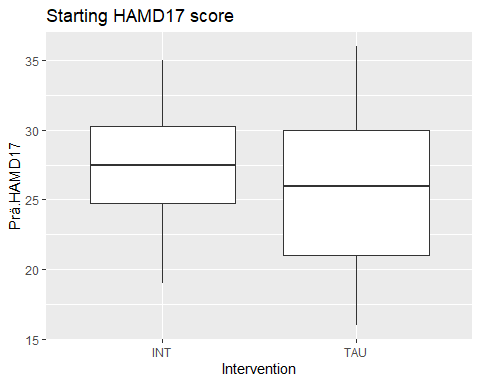 Starting HAMD17 score
Prä.HAMD17
35
30
25
20
15
INT
TAU
Intervention